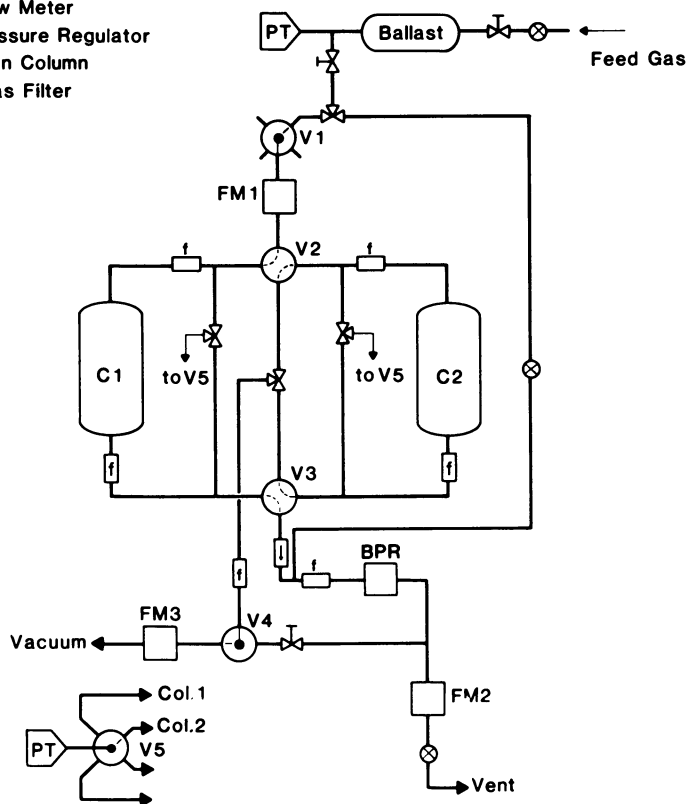 w Meter
ssure Regulator
n Column
as Filter
PT
Ballast
Feed Gas
V1
FM1
V2
f
f
C1
to V5
to V5
C2
V3
f
f
BPR
f
f
FM3
V4
Vacuum
Col.1
Col.2
PT
V5
FM2
Vent